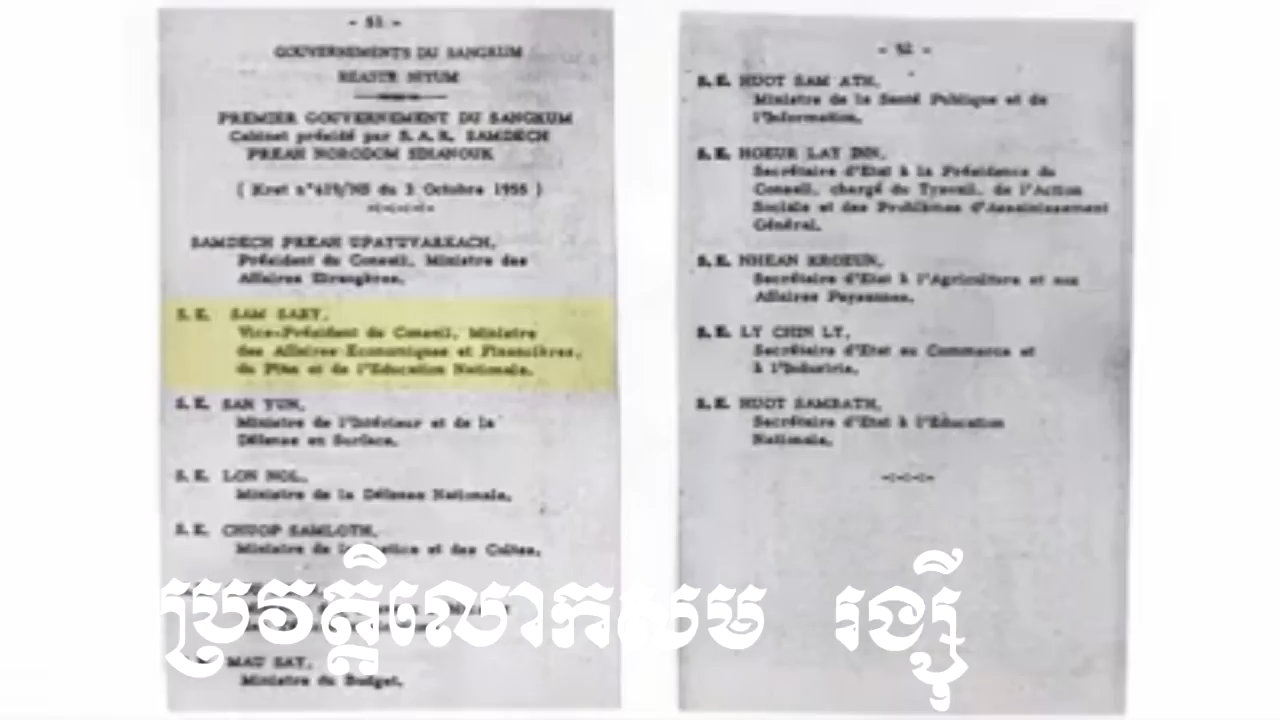 - 51 -
GOUVERNEMENTS DU SANGKUM
REASTR NIYUM
PREMIER GOUVERNEMENT DU SANGKUM
Cabinet présidé par S. A. R. SAMDECH
PREAH NORODOM SIHANOUK
( Kret n° du 3 Octobre 1955 )
SAMDECH PREAH UPAYUVAREACH,
Président du Conseil, Ministre des
Affaires Etrangères.
S. E. SAM SARY,
Vice-Président du Conseil, Ministre
des Affaires Economiques et Financières,
du Plan et de l'Education Nationale.
S. E. SAN YUN,
Ministre de l'Intérieur et de la
Défense en Surface.
S. E. LON NOL,
Ministre de la Défense Nationale.
S. E. CHUOP SAMLOTH,
Ministre de la Justice et des Cultes.
MAU SAY,
Ministre du Budget.
- 52 -
S. E. HUOT SAM ATH,
Ministre de la Santé Publique et de
l'Information.
S. E. HOEUR LAY INN,
Secrétaire d'Etat à la Présidence du
Conseil, chargé du Travail, de l'Action
Sociale et des Problèmes d'Assainissement
Général.
S. E. NHEAN KROEUN,
Secrétaire d'Etat à l'Agriculture et aux
Affaires Paysannes.
S. E. LY CHIN LY,
Secrétaire d'Etat au Commerce et
à l'Industrie.
S. E. HUOT SAMBATH,
Secrétaire d'Etat à l'Education
Nationale.
ប្រវត្តិលោកសម រង្ស៊ី